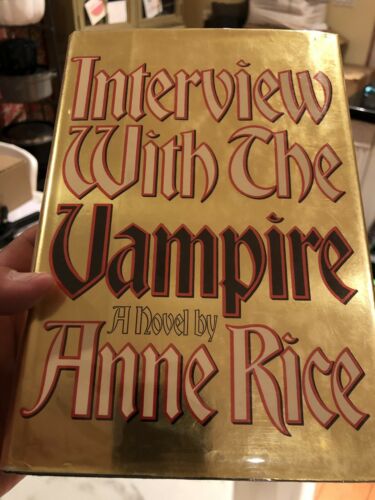 Interview
With The
Vampire
A Novel by
Anne Rice